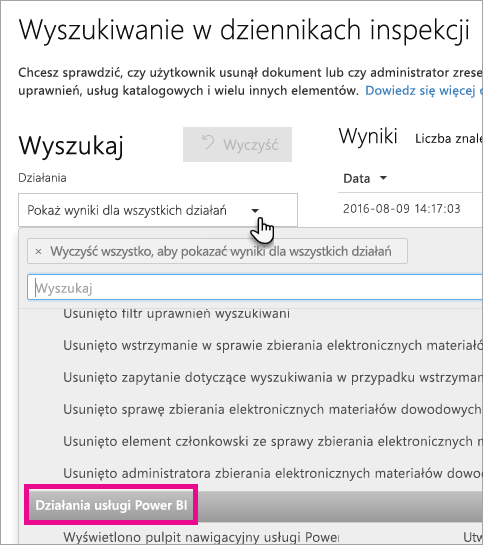 Wyszukiwanie w dziennikach inspekcji
Chcesz sprawdzić, czy użytkownik usunął dokument lub czy administrator zrese
uprawnień, usług katalogowych i wielu innych elementów. Dowiedz się więcej o
Wyszukaj
Wyczyść
Wyniki Liczba znale
Działania
Data
Pokaż wyniki dla wszystkich działań
2016-08-09 14:17:03
× Wyczyść wszystko, aby pokazać wyniki dla wszystkich działań
Wyszukaj
Usunięto filtr uprawnień wyszukiwani
Usunięto wstrzymanie w sprawie zbierania elektronicznych materiałów
Usunięto zapytanie dotyczące wyszukiwania w przypadku wstrzyman
Usunięto sprawę zbierania elektronicznych materiałów dowodowych
Usunięto element członkowski ze sprawy zbierania elektronicznych m
Usunięto administratora zbierania elektronicznych materiałów dowo
Działania usługi Power BI
Wyświetlono pulpit nawigacyjny usługi Power Utw